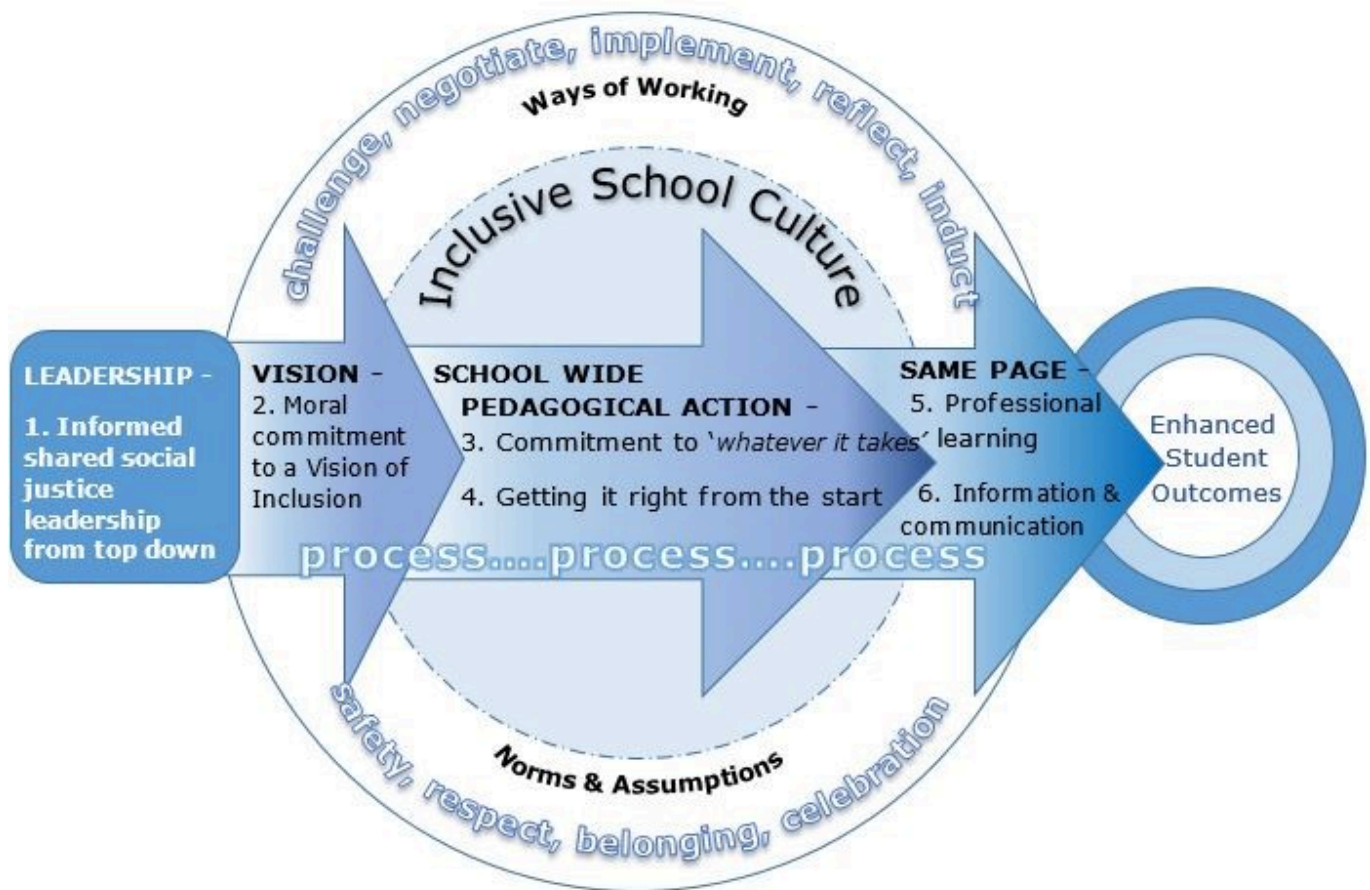 challenge, negotiate, implement, reflect, induct
Ways of Working
Inclusive School Culture
LEADERSHIP -
1. Informed
shared social
justice
leadership
from top down
VISION -
2. Moral
commitment
to a Vision of
Inclusion
SCHOOL WIDE
PEDAGOGICAL ACTION -
3. Commitment to ‘whatever it takes’
4. Getting it right from the start
SAME PAGE -
5. Professional
learning
6. Information &
communication
Enhanced
Student
Outcomes
process....process....process
Norms & Assumptions
safety, respect, belonging, celebration